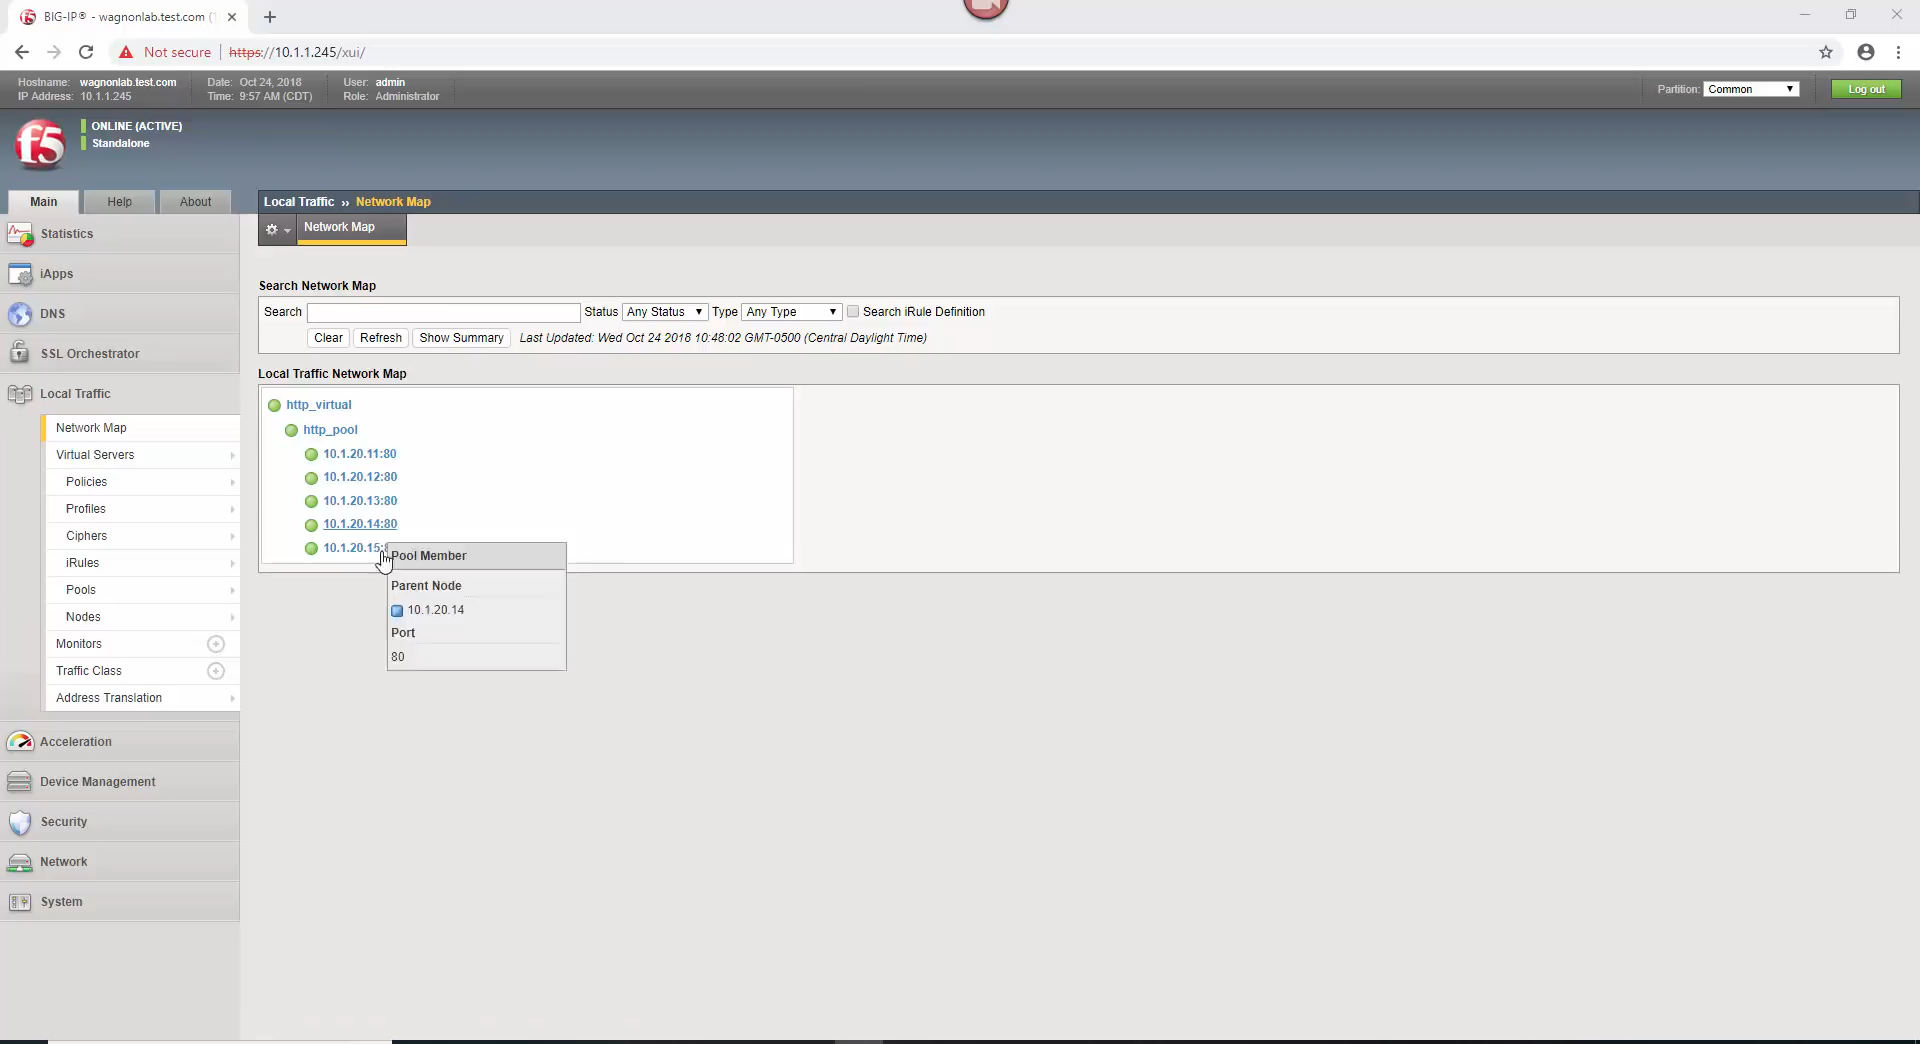 BIG-IP® - wagnonlab.test.com (
Not secure | https://10.1.1.245/xui/
Hostname: wagnonlab.test.com Date: Oct 24, 2018 User: admin
IP Address: 10.1.1.245 Time: 9:57 AM (CDT) Role: Administrator
Partition: Common Log out
f5
ONLINE (ACTIVE)
Standalone
Main Help About
Statistics
iApps
DNS
SSL Orchestrator
Local Traffic
Network Map
Virtual Servers
Policies
Profiles
Ciphers
iRules
Pools
Nodes
Monitors
Traffic Class
Address Translation
Acceleration
Device Management
Security
Network
System
Local Traffic ›› Network Map
Network Map
Search Network Map
Search Status Any Status Type Any Type Search iRule Definition
Clear Refresh Show Summary Last Updated: Wed Oct 24 2018 10:48:02 GMT-0500 (Central Daylight Time)
Local Traffic Network Map
http_virtual
http_pool
10.1.20.11:80
10.1.20.12:80
10.1.20.13:80
10.1.20.14:80
10.1.20.15:
Pool Member
Parent Node
10.1.20.14
Port
80